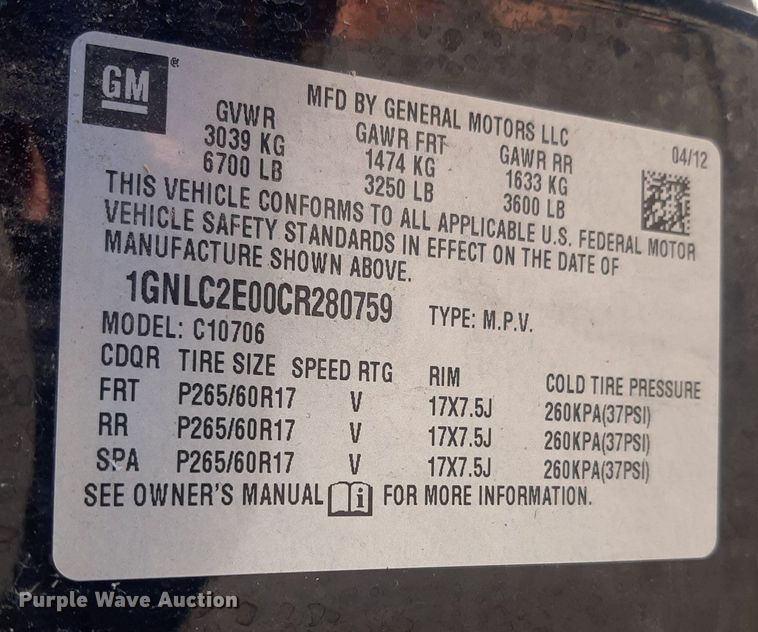 GM®
MFD BY GENERAL MOTORS LLC
04/12
GVWR GAWR FRT GAWR RR
3039 KG 1474 KG 1633 KG
6700 LB 3250 LB 3600 LB
THIS VEHICLE CONFORMS TO ALL APPLICABLE U.S. FEDERAL MOTOR
VEHICLE SAFETY STANDARDS IN EFFECT ON THE DATE OF
MANUFACTURE SHOWN ABOVE.
1GNLC2E00CR280759 TYPE: M.P.V.
MODEL: C10706
CDQR TIRE SIZE SPEED RTG RIM COLD TIRE PRESSURE
FRT P265/60R17 V 17X7.5J 260KPA(37PSI)
RR P265/60R17 V 17X7.5J 260KPA(37PSI)
SPA P265/60R17 V 17X7.5J 260KPA(37PSI)
SEE OWNER'S MANUAL i FOR MORE INFORMATION.
Purple Wave Auction